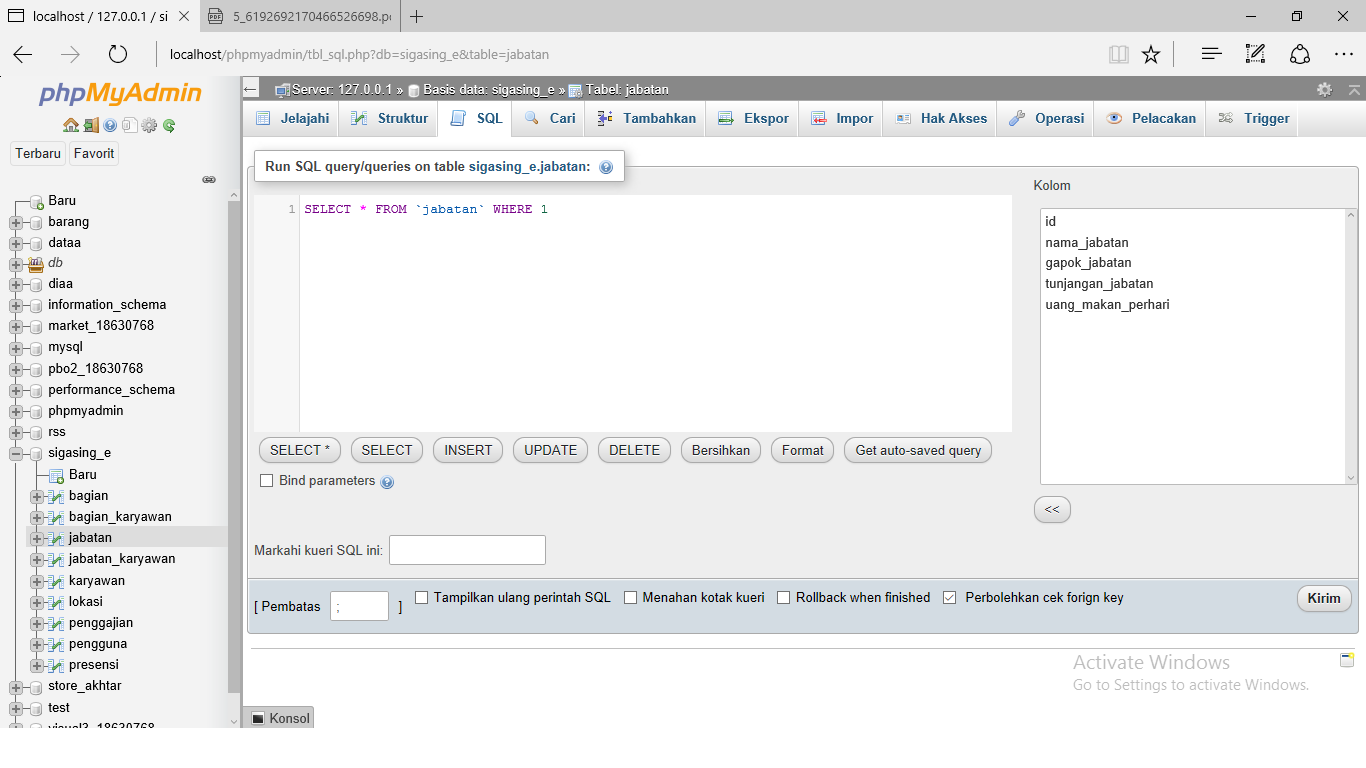 localhost / 127.0.0.1 / si
5_6192692170466526698.p
localhost/phpmyadmin/tbl_sql.php?db=sigasing_e&table=jabatan
phpMyAdmin
Terbaru Favorit
Baru
barang
dataa
db
diaa
information_schema
market_18630768
mysql
pbo2_18630768
performance_schema
phpmyadmin
rss
sigasing_e
Baru
bagian
bagian_karyawan
jabatan
jabatan_karyawan
karyawan
lokasi
penggajian
pengguna
presensi
store_akhtar
test
visual3_18630768
Server: 127.0.0.1 » Basis data: sigasing_e » Tabel: jabatan
Jelajahi Struktur SQL Cari Tambahkan Ekspor Impor Hak Akses Operasi Pelacakan Trigger
Run SQL query/queries on table sigasing_e.jabatan:
1 SELECT * FROM `jabatan` WHERE 1
Kolom
id
nama_jabatan
gapok_jabatan
tunjangan_jabatan
uang_makan_perhari
SELECT * SELECT INSERT UPDATE DELETE Bersihkan Format Get auto-saved query
Bind parameters
<<
Markahi kueri SQL ini:
[ Pembatas ; ] Tampilkan ulang perintah SQL Menahan kotak kueri Rollback when finished Perbolehkan cek forign key Kirim
Activate Windows
Go to Settings to activate Windows.
Konsol